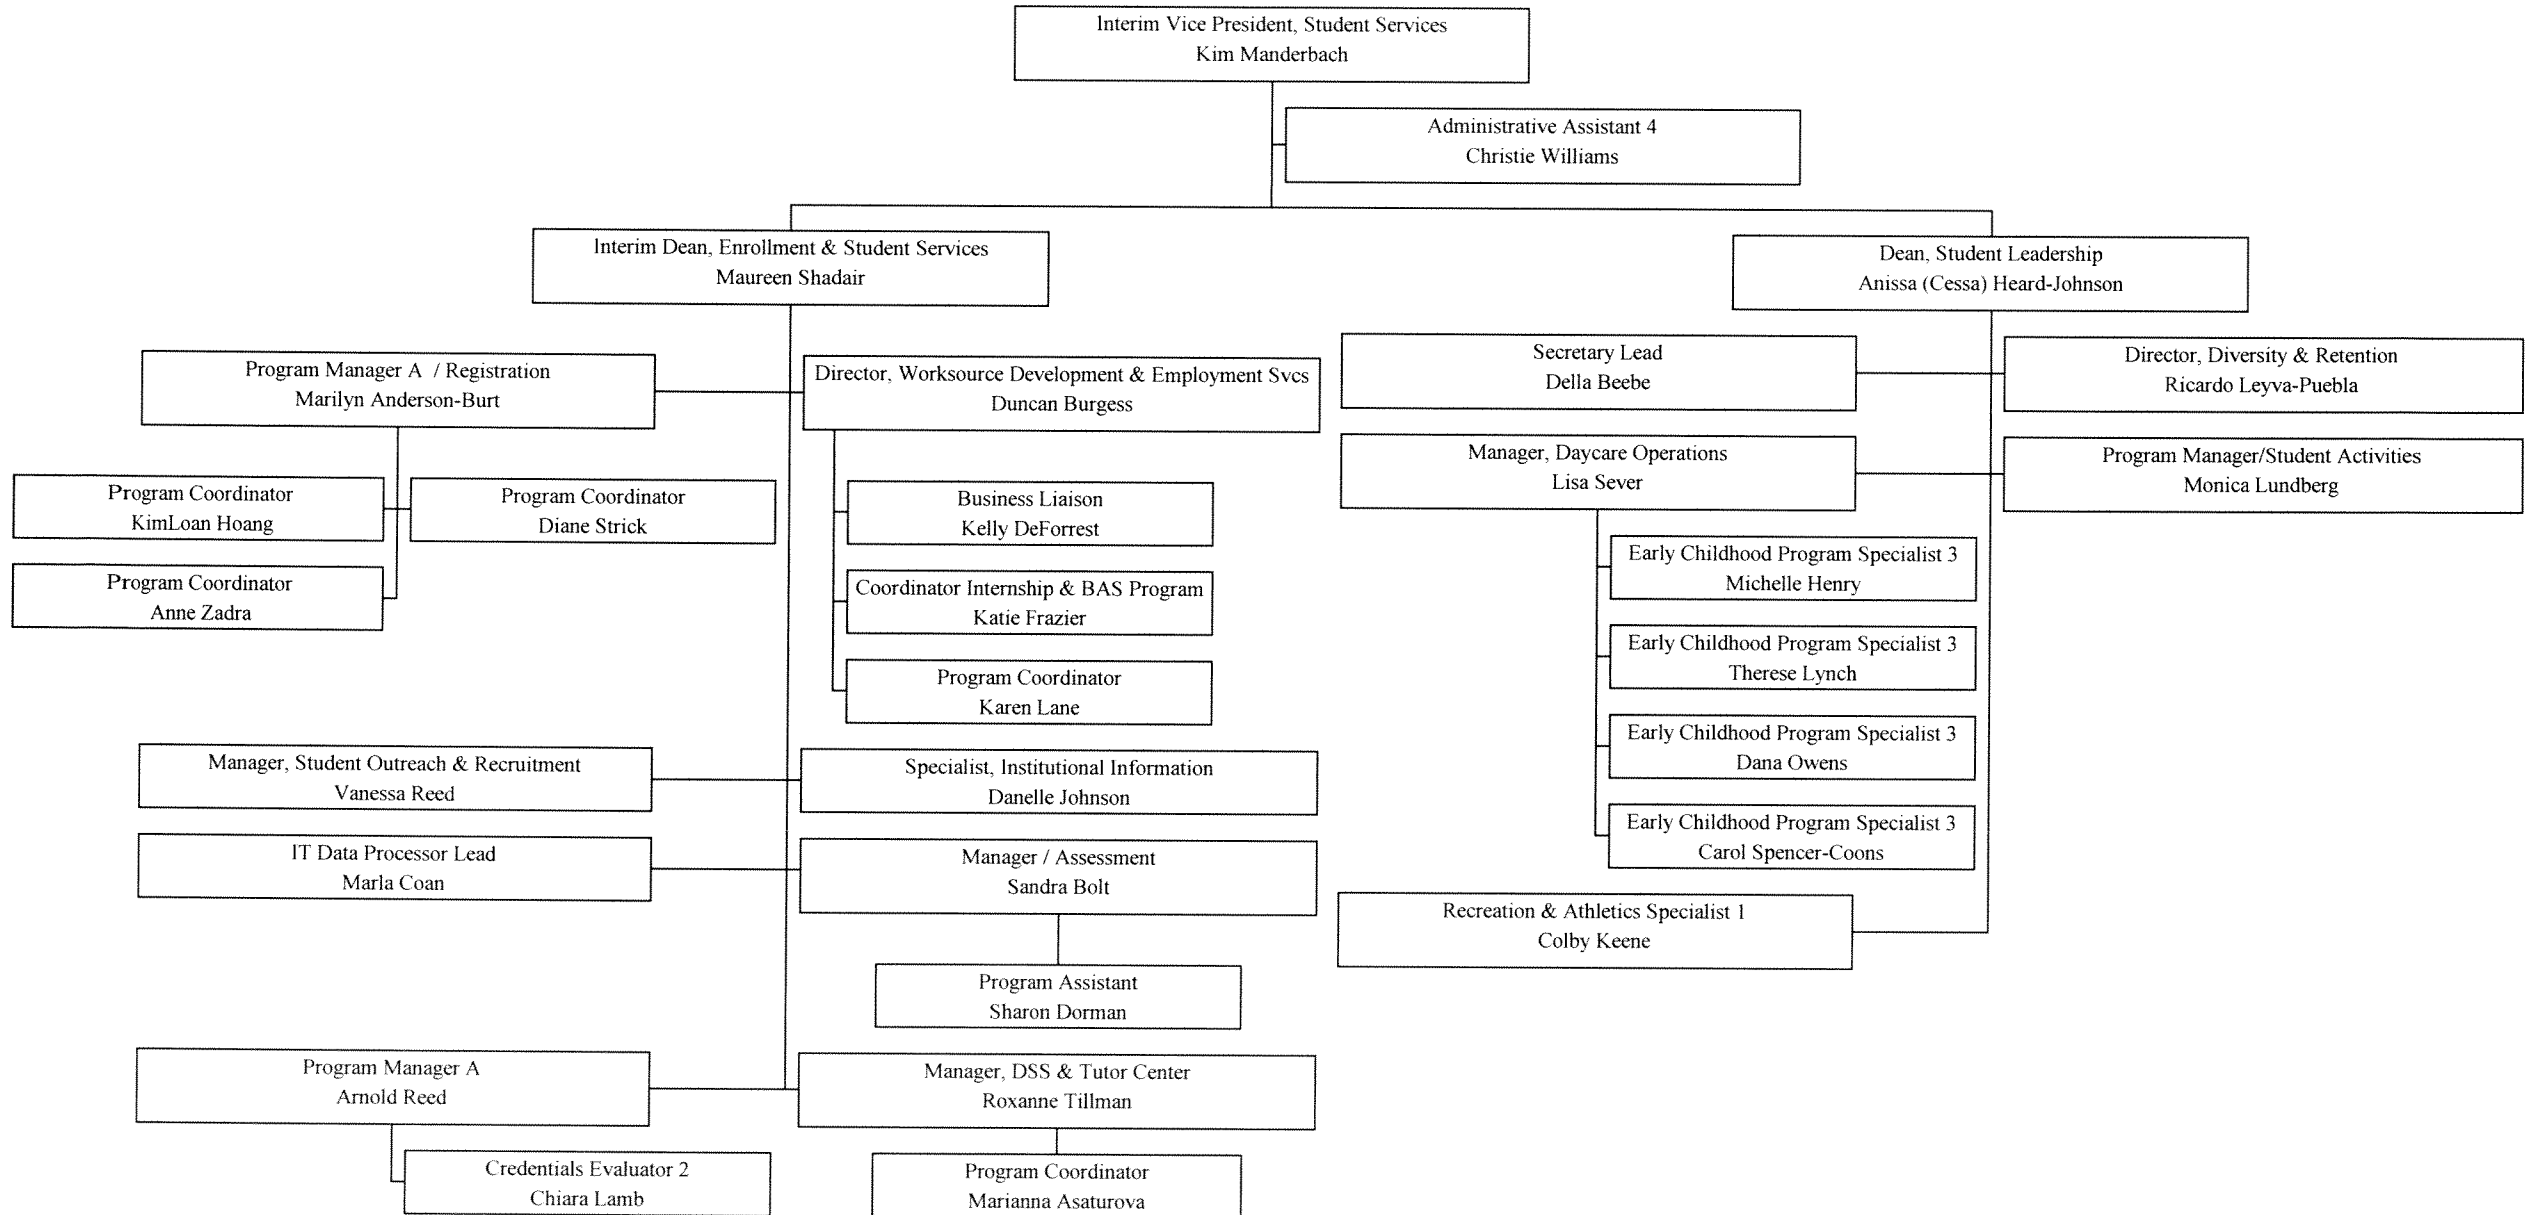 Interim Vice President, Student Services
Kim Manderbach
Administrative Assistant 4
Christie Williams
Interim Dean, Enrollment & Student Services
Maureen Shadair
Program Manager A / Registration
Marilyn Anderson-Burt
Program Coordinator
KimLoan Hoang
Program Coordinator
Diane Strick
Program Coordinator
Anne Zadra
Director, Worksource Development & Employment Svcs
Duncan Burgess
Business Liaison
Kelly DeForrest
Coordinator Internship & BAS Program
Katie Frazier
Program Coordinator
Karen Lane
Manager, Student Outreach & Recruitment
Vanessa Reed
Specialist, Institutional Information
Danelle Johnson
IT Data Processor Lead
Marla Coan
Manager / Assessment
Sandra Bolt
Program Assistant
Sharon Dorman
Program Manager A
Arnold Reed
Credentials Evaluator 2
Chiara Lamb
Manager, DSS & Tutor Center
Roxanne Tillman
Program Coordinator
Marianna Asaturova
Dean, Student Leadership
Anissa (Cessa) Heard-Johnson
Secretary Lead
Della Beebe
Director, Diversity & Retention
Ricardo Leyva-Puebla
Manager, Daycare Operations
Lisa Sever
Program Manager/Student Activities
Monica Lundberg
Early Childhood Program Specialist 3
Michelle Henry
Early Childhood Program Specialist 3
Therese Lynch
Early Childhood Program Specialist 3
Dana Owens
Early Childhood Program Specialist 3
Carol Spencer-Coons
Recreation & Athletics Specialist 1
Colby Keene